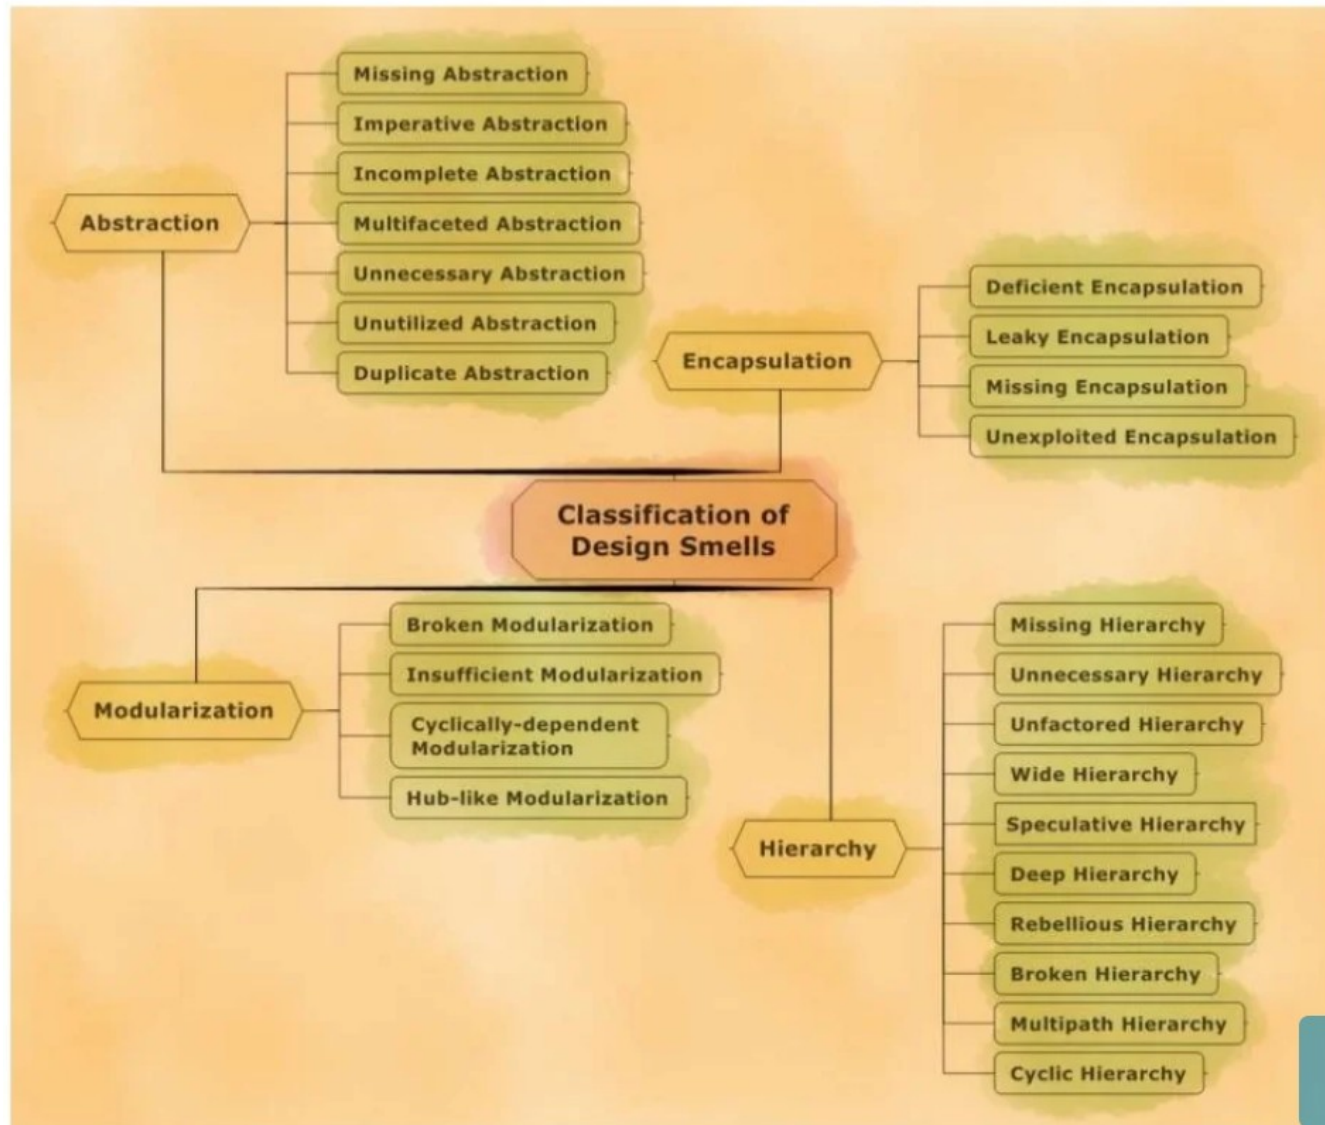 Missing Abstraction
Imperative Abstraction
Incomplete Abstraction
Abstraction
Multifaceted Abstraction
Unnecessary Abstraction
Unutilized Abstraction
Duplicate Abstraction
Encapsulation
Deficient Encapsulation
Leaky Encapsulation
Missing Encapsulation
Unexploited Encapsulation
Classification of
Design Smells
Modularization
Broken Modularization
Insufficient Modularization
Cyclically-dependent
Modularization
Hub-like Modularization
Hierarchy
Missing Hierarchy
Unnecessary Hierarchy
Unfactored Hierarchy
Wide Hierarchy
Speculative Hierarchy
Deep Hierarchy
Rebellious Hierarchy
Broken Hierarchy
Multipath Hierarchy
Cyclic Hierarchy